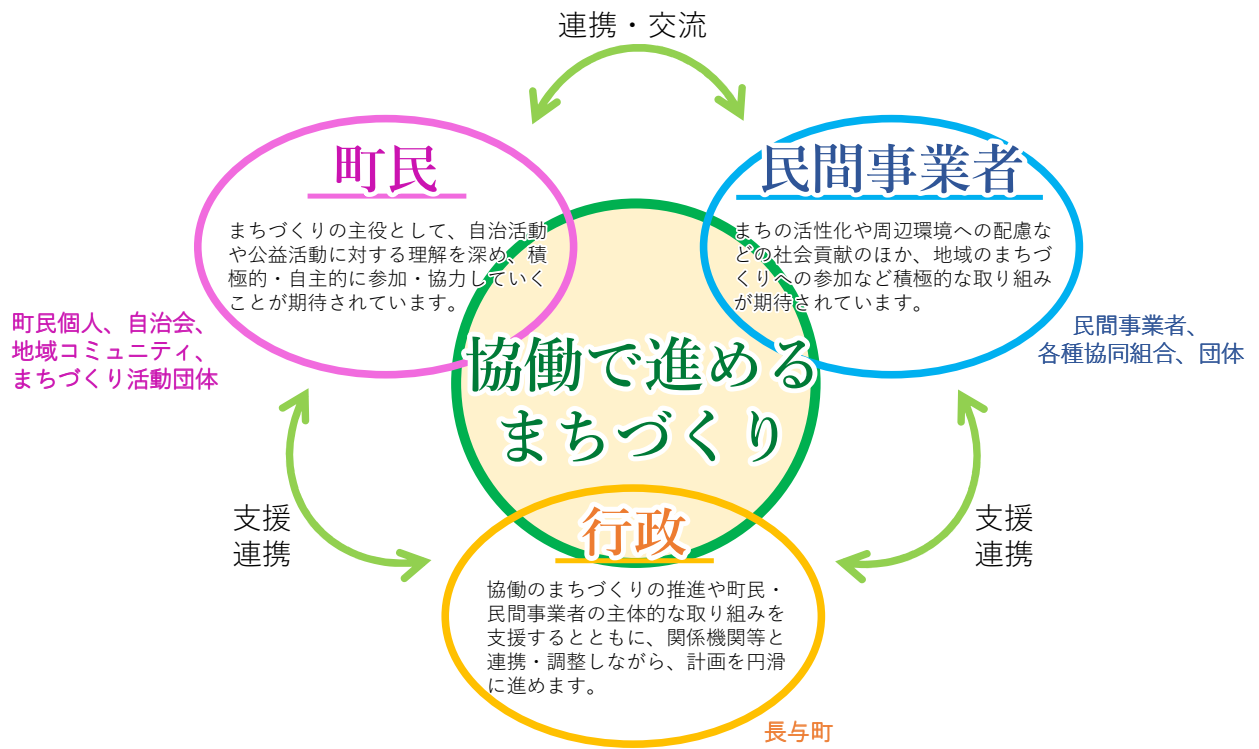 連携・交流
町民
まちづくりの主役として、自治活動
や公益活動に対する理解を深め、積
極的・自主的に参加・協力していく
ことが期待されています。
町民個人、自治会、
地域コミュニティ、
まちづくり活動団体
民間事業者
まちの活性化や周辺環境への配慮な
どの社会貢献のほか、地域のまちづ
くりへの参加など積極的な取り組み
が期待されています。
民間事業者、
各種協同組合、団体
協働で進める
まちづくり
支援
連携
支援
連携
行政
協働のまちづくりの推進や町民・
民間事業者の主体的な取り組みを
支援するとともに、関係機関等と
連携・調整しながら、計画を円滑
に進めます。
長与町